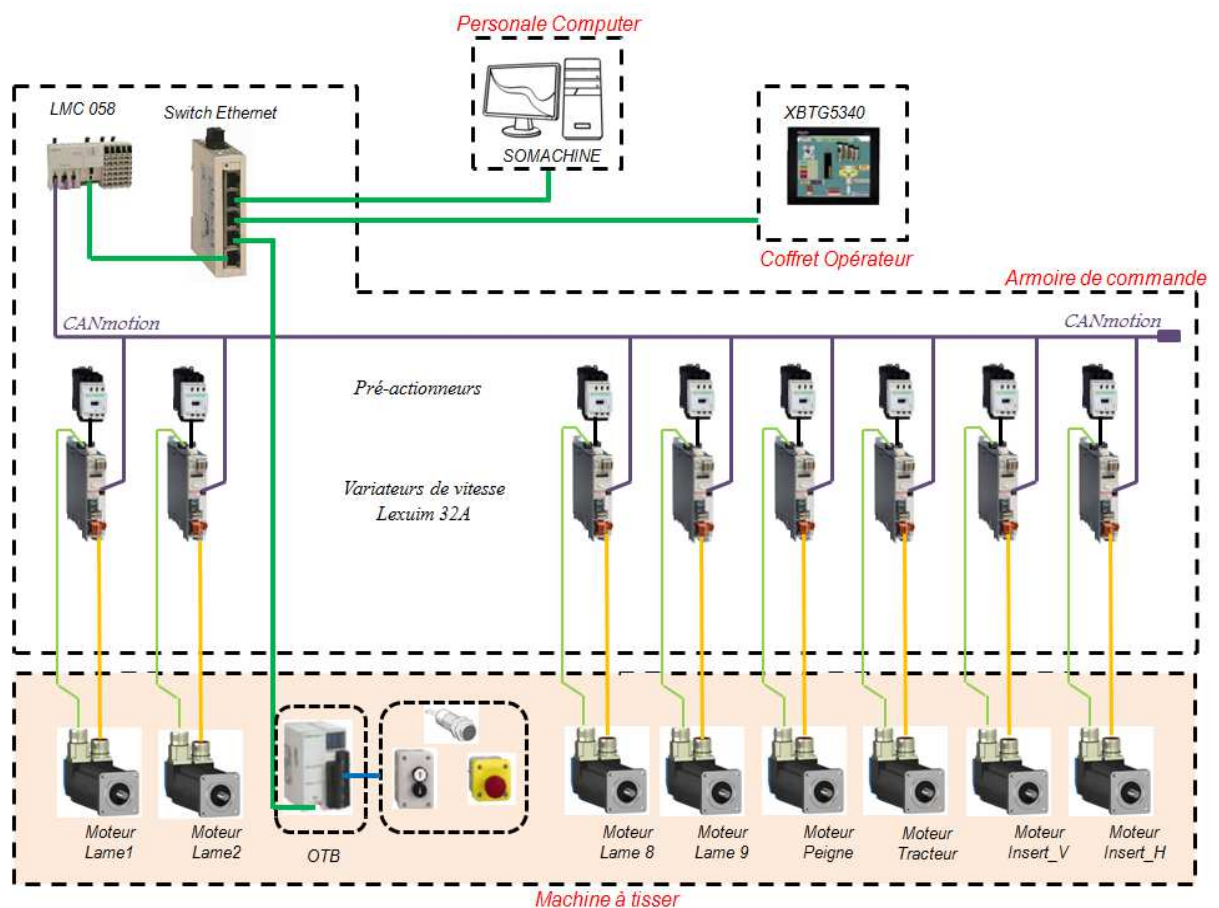 Personale Computer
LMC 058
Switch Ethernet
XBTG5340
SOMACHINE
Coffret Opérateur
Armoire de commande
CANmotion
CANmotion
Pré-actionneurs
Variateurs de vitesse
Lexuim 32A
Moteur
Lame1
Moteur
Lame2
OTB
Moteur
Lame 8
Moteur
Lame 9
Moteur
Peigne
Moteur
Tracteur
Moteur
Insert_V
Moteur
Insert_H
Machine à tisser